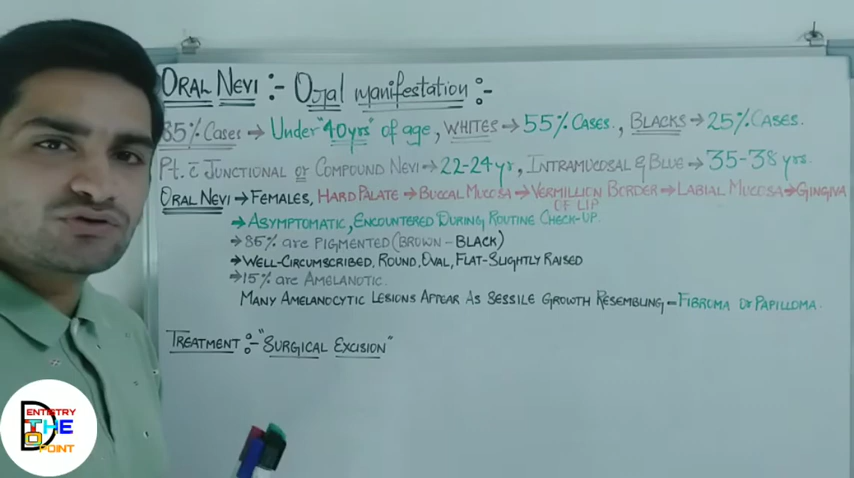 ORAL NEVI :- Oral manifestation :-
85% Cases → Under "40yrs" of age, WHITES → 55% CASES., BLACKS → 25% CASES.
Pt. c̄ JUNCTIONAL or COMPOUND NEVI → 22-24yr, INTRAMUCOSAL & BLUE → 35-38 yrs.
ORAL NEVI → FEMALES, HARD PALATE → BUCCAL MUCOSA → VERMILLION BORDER OF LIP → LABIAL MUCOSA → GINGIVA
→ ASYMPTOMATIC, ENCOUNTERED DURING ROUTINE CHECK-UP.
→ 85% ARE PIGMENTED (BROWN - BLACK)
→ WELL-CIRCUMSCRIBED, ROUND, OVAL, FLAT-SLIGHTLY RAISED
→ 15% ARE AMELANOTIC.
MANY AMELANOCYTIC LESIONS APPEAR AS SESSILE GROWTH RESEMBLING - FIBROMA Or PAPILLOMA.
TREATMENT :- "SURGICAL EXCISION"
DENTISTRY
TO THE
POINT